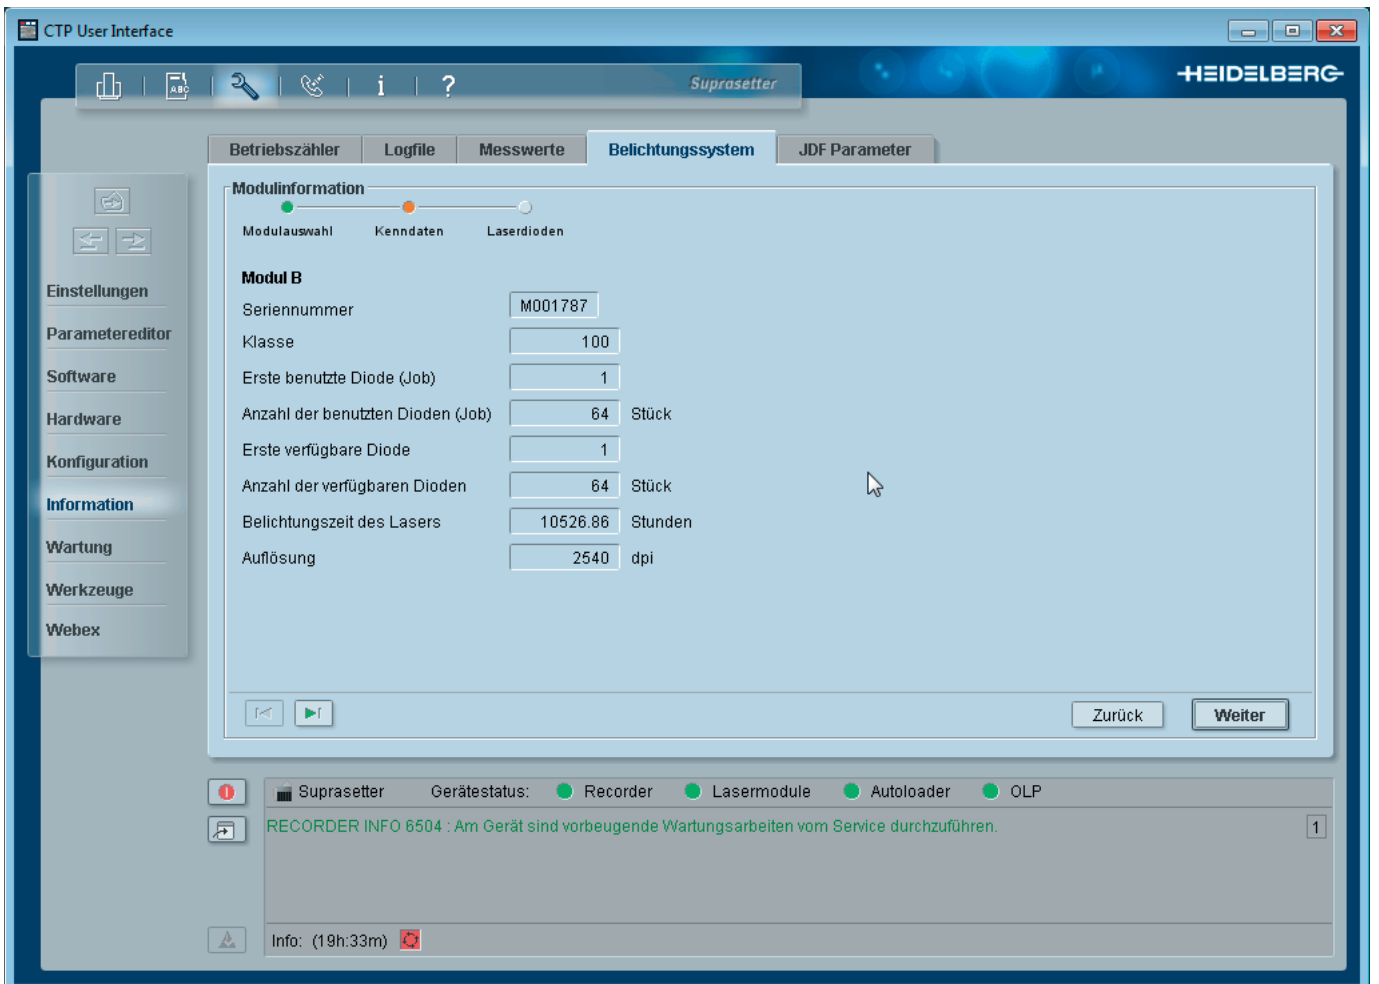 CTP User Interface
HEIDELBERG
ABC
i
?
Suprasetter
Betriebszähler Logfile Messwerte Belichtungssystem JDF Parameter
Modulinformation
Modulauswahl Kenndaten Laserdioden
Einstellungen
Parametereditor
Software
Hardware
Konfiguration
Information
Wartung
Werkzeuge
Webex
Modul B
Seriennummer M001787
Klasse 100
Erste benutzte Diode (Job) 1
Anzahl der benutzten Dioden (Job) 64 Stück
Erste verfügbare Diode 1
Anzahl der verfügbaren Dioden 64 Stück
Belichtungszeit des Lasers 10526.86 Stunden
Auflösung 2540 dpi
Zurück Weiter
Suprasetter Gerätestatus: Recorder Lasermodule Autoloader OLP
RECORDER INFO 6504 : Am Gerät sind vorbeugende Wartungsarbeiten vom Service durchzuführen. 1
Info: (19h:33m)